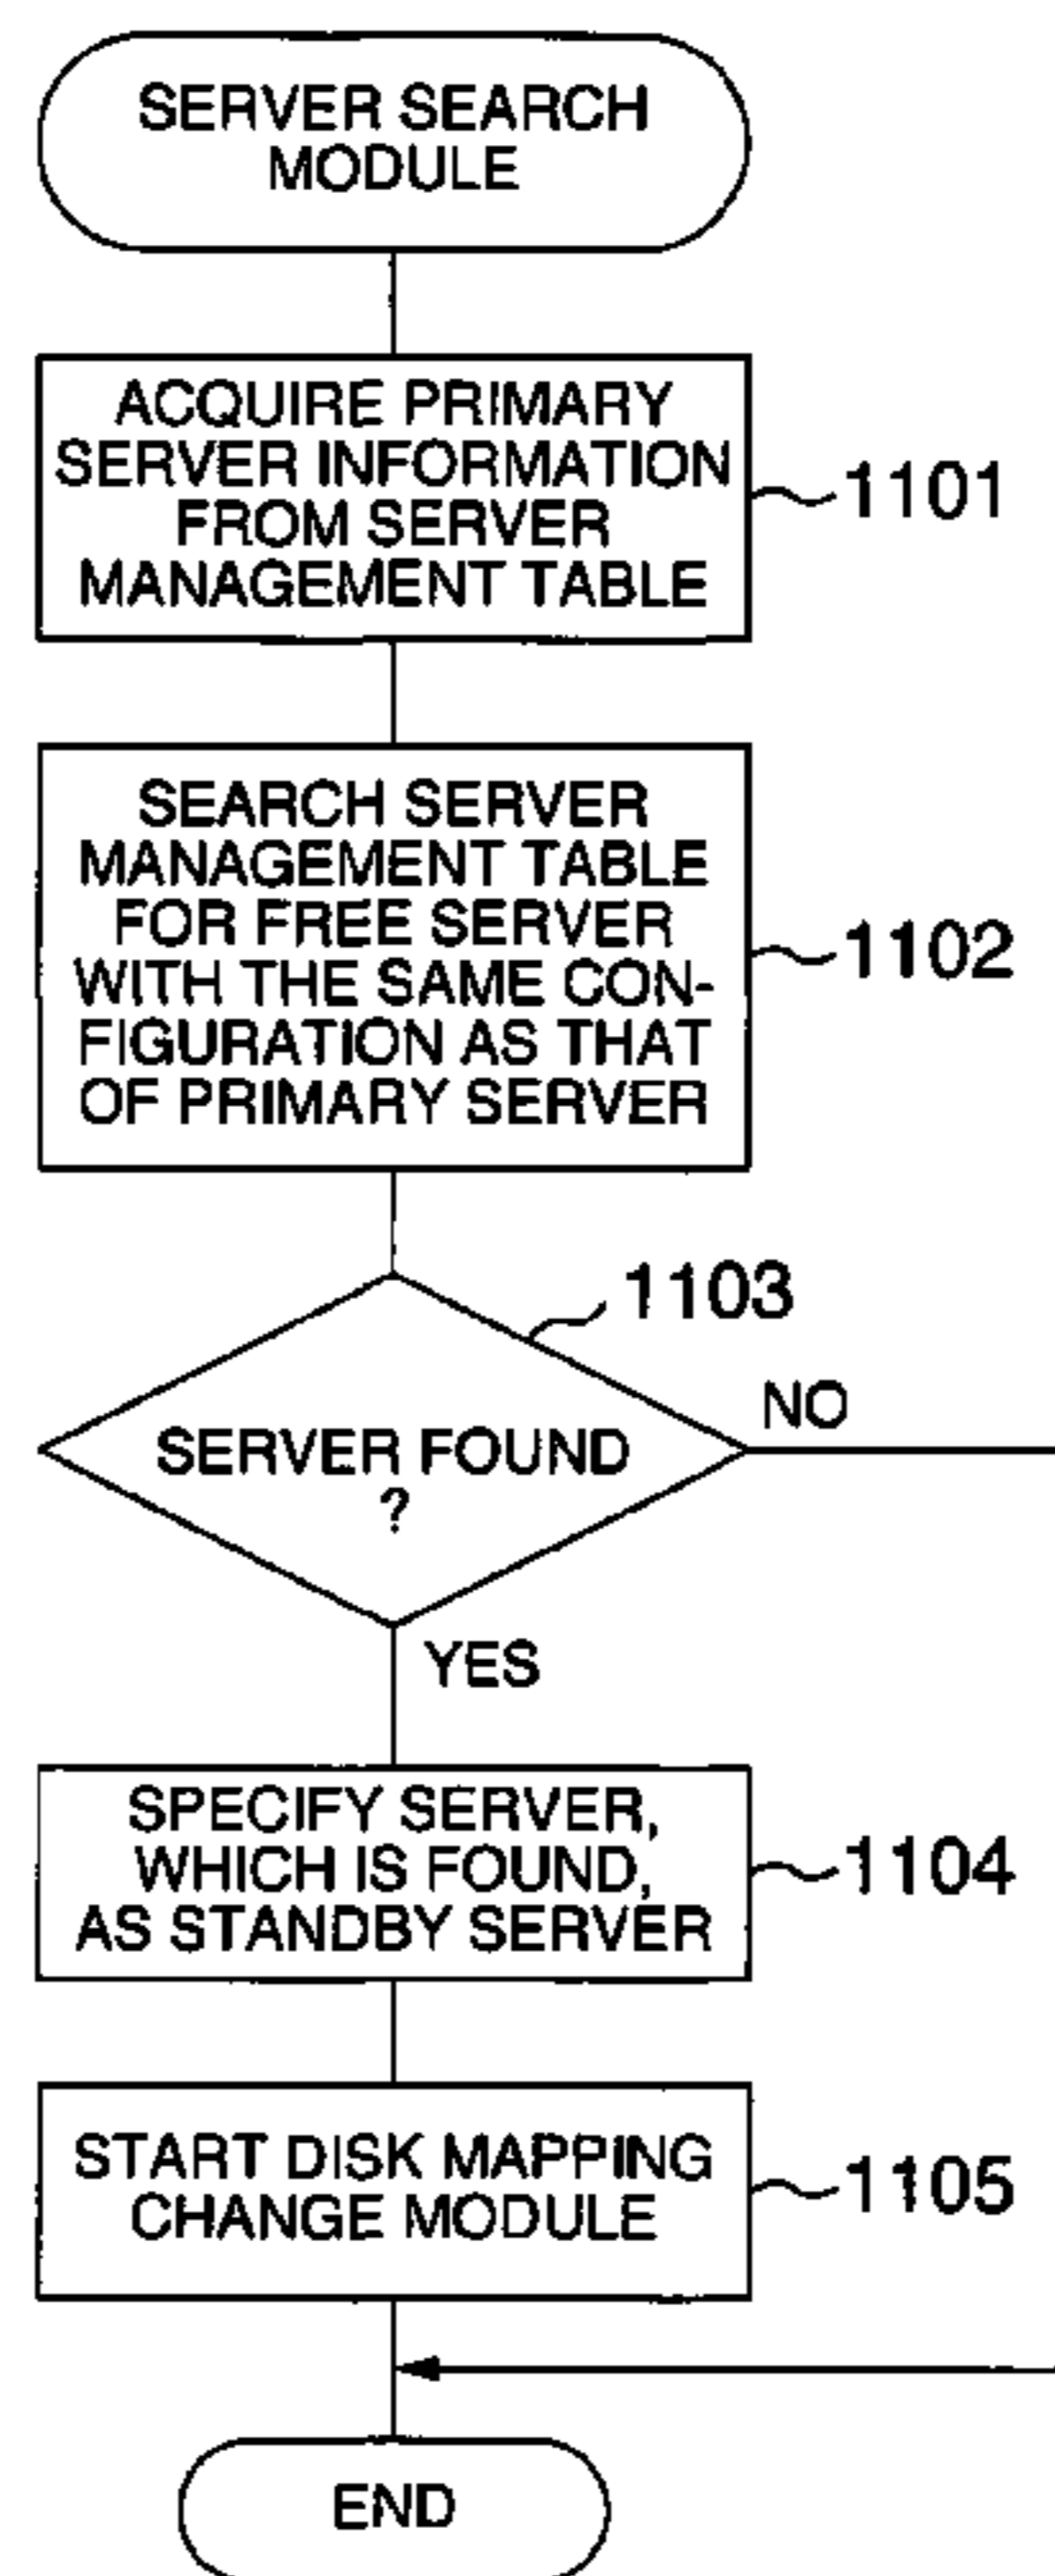 SERVER SEARCH
MODULE
ACQUIRE PRIMARY
SERVER INFORMATION
FROM SERVER
MANAGEMENT TABLE
1101
SEARCH SERVER
MANAGEMENT TABLE
FOR FREE SERVER
WITH THE SAME CON-
FIGURATION AS THAT
OF PRIMARY SERVER
1102
1103
SERVER FOUND
?
NO
YES
SPECIFY SERVER,
WHICH IS FOUND,
AS STANDBY SERVER
1104
START DISK MAPPING
CHANGE MODULE
1105
END